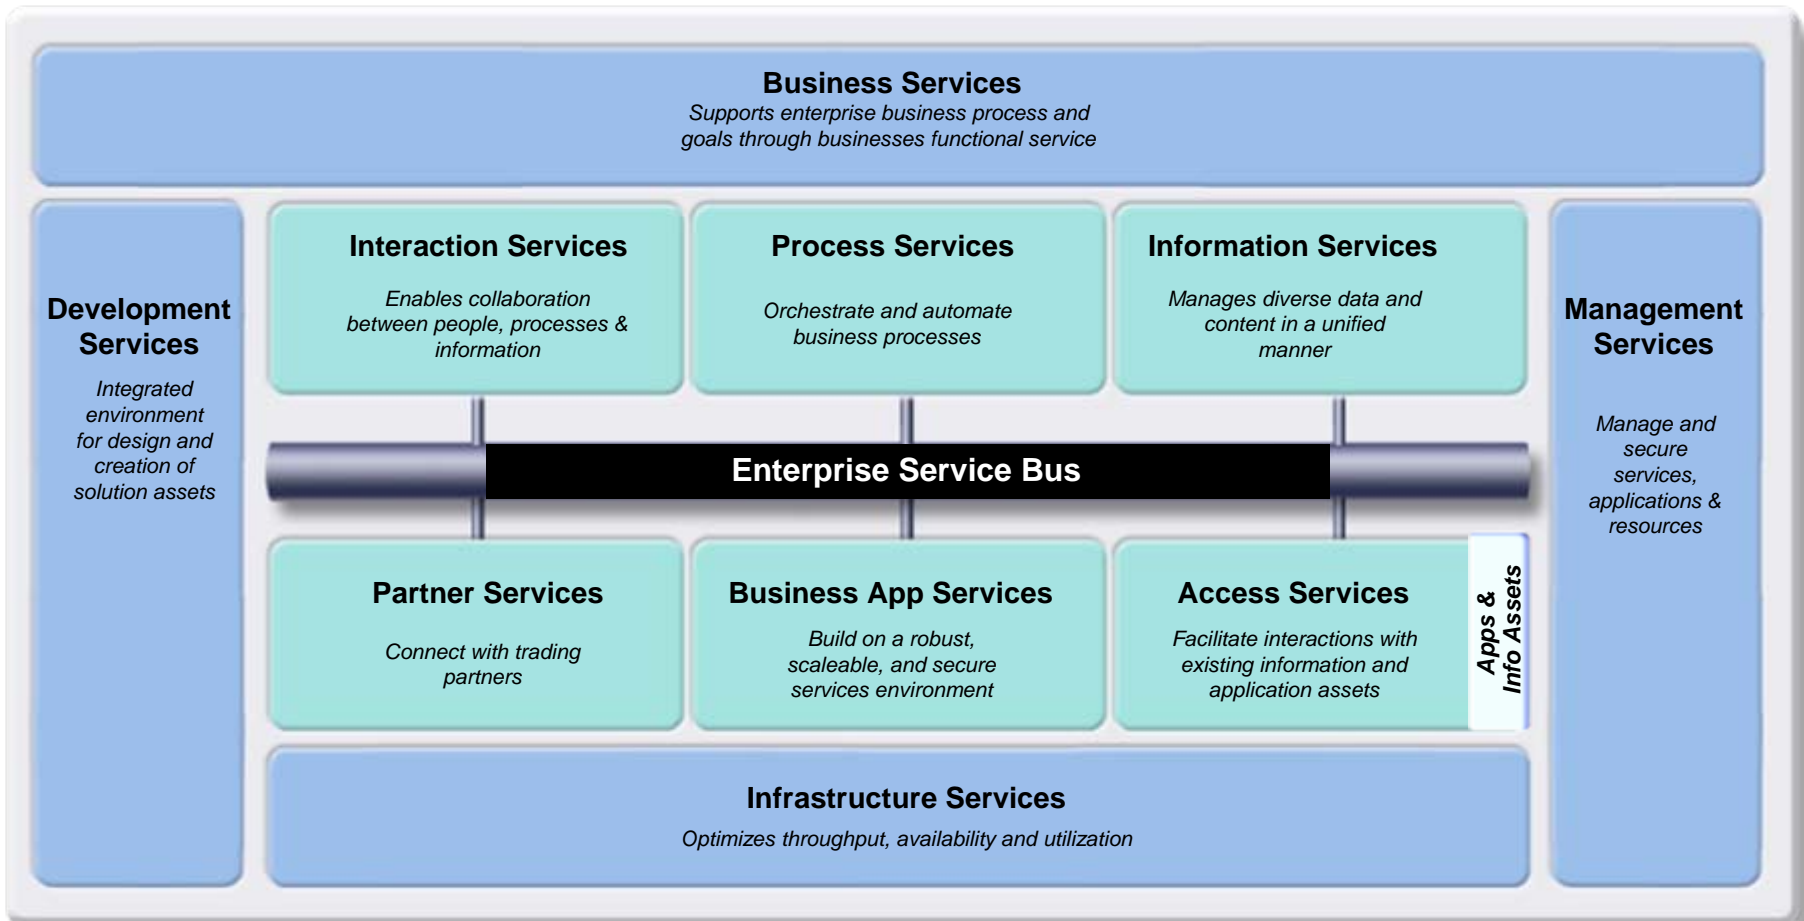 Business Services
Supports enterprise business process and
goals through businesses functional service
Development
Services
Integrated
environment
for design and
creation of
solution assets
Interaction Services
Enables collaboration
between people, processes &
information
Process Services
Orchestrate and automate
business processes
Information Services
Manages diverse data and
content in a unified
manner
Management
Services
Manage and
secure
services,
applications &
resources
Enterprise Service Bus
Partner Services
Connect with trading
partners
Business App Services
Build on a robust,
scaleable, and secure
services environment
Access Services
Facilitate interactions with
existing information and
application assets
Apps &
Info Assets
Infrastructure Services
Optimizes throughput, availability and utilization